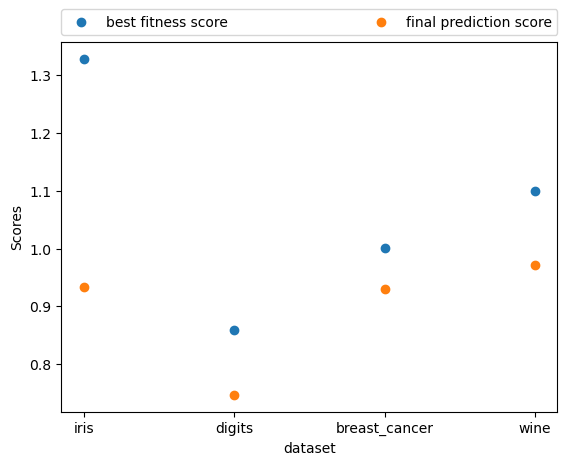 best fitness score
final prediction score
1.3
1.2
1.1
1.0
0.9
0.8
Scores
iris
digits
breast_cancer
wine
dataset